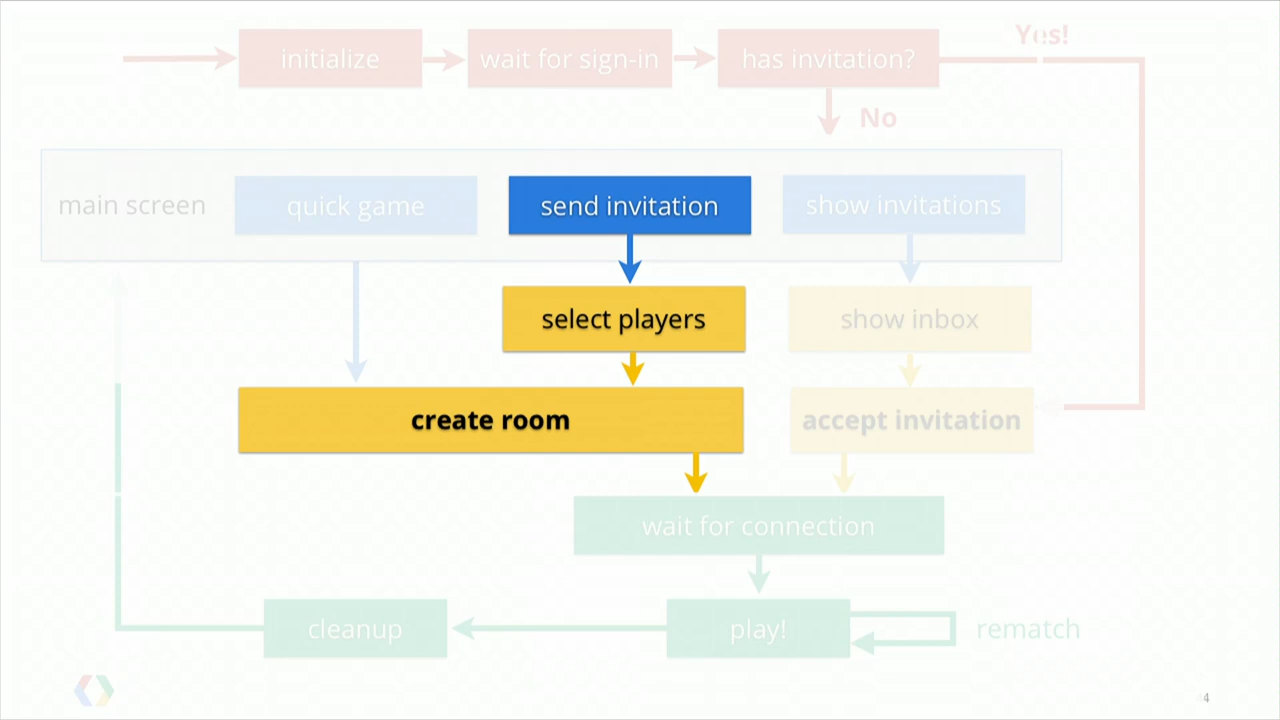 Yes!
initialize
wait for sign-in
has invitation?
No
main screen
quick game
send invitation
show invitations
select players
show inbox
create room
accept invitation
wait for connection
cleanup
play!
rematch
4